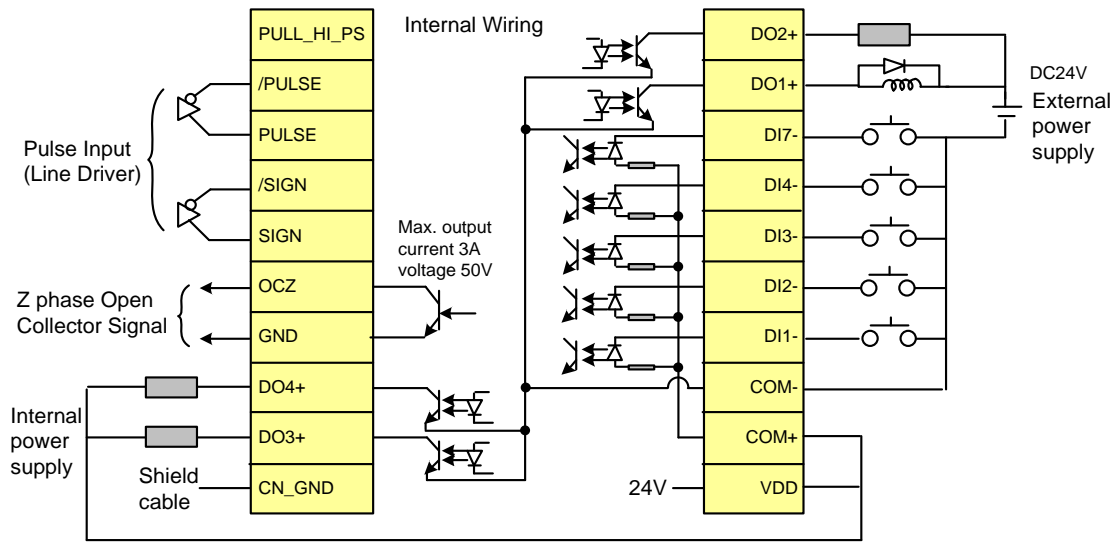 Internal Wiring
PULL_HI_PS
/PULSE
PULSE
/SIGN
SIGN
OCZ
GND
DO4+
DO3+
CN_GND
Pulse Input
(Line Driver)
Z phase Open
Collector Signal
Internal
power
supply
Shield
cable
Max. output
current 3A
voltage 50V
DO2+
DO1+
DI7-
DI4-
DI3-
DI2-
DI1-
COM-
COM+
VDD
24V
DC24V
External
power
supply